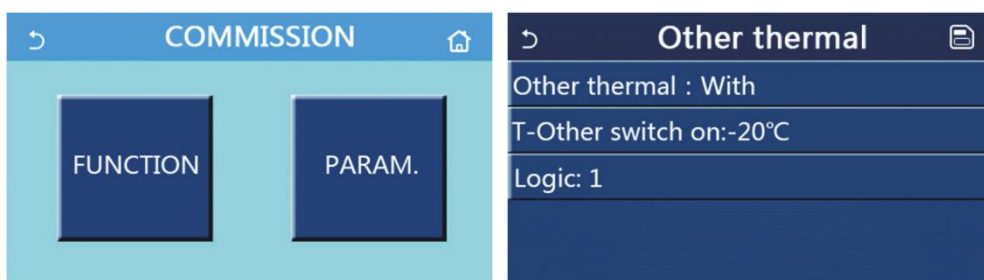 COMMISSION
FUNCTION
PARAM.
Other thermal
Other thermal : With
T-Other switch on:-20℃
Logic: 1